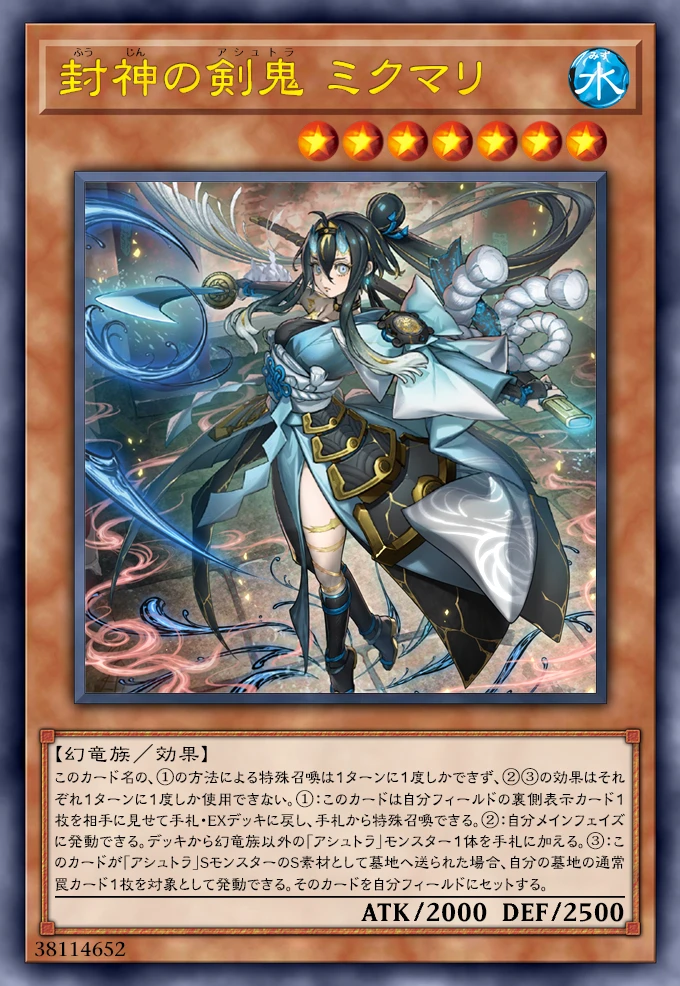 ふうじん アシュトラ
封神の剣鬼 ミクマリ
みず
水
【幻竜族／効果】
このカード名の、①の方法による特殊召喚は1ターンに1度しかできず、②③の効果はそれ
ぞれ1ターンに1度しか使用できない。①：このカードは自分フィールドの裏側表示カード1
枚を相手に見せて手札・EXデッキに戻し、手札から特殊召喚できる。②：自分メインフェイズ
に発動できる。デッキから幻竜族以外の「アシュトラ」モンスター1体を手札に加える。③：こ
のカードが「アシュトラ」SモンスターのS素材として墓地へ送られた場合、自分の墓地の通常
罠カード1枚を対象として発動できる。そのカードを自分フィールドにセットする。
ATK/2000 DEF/2500
38114652